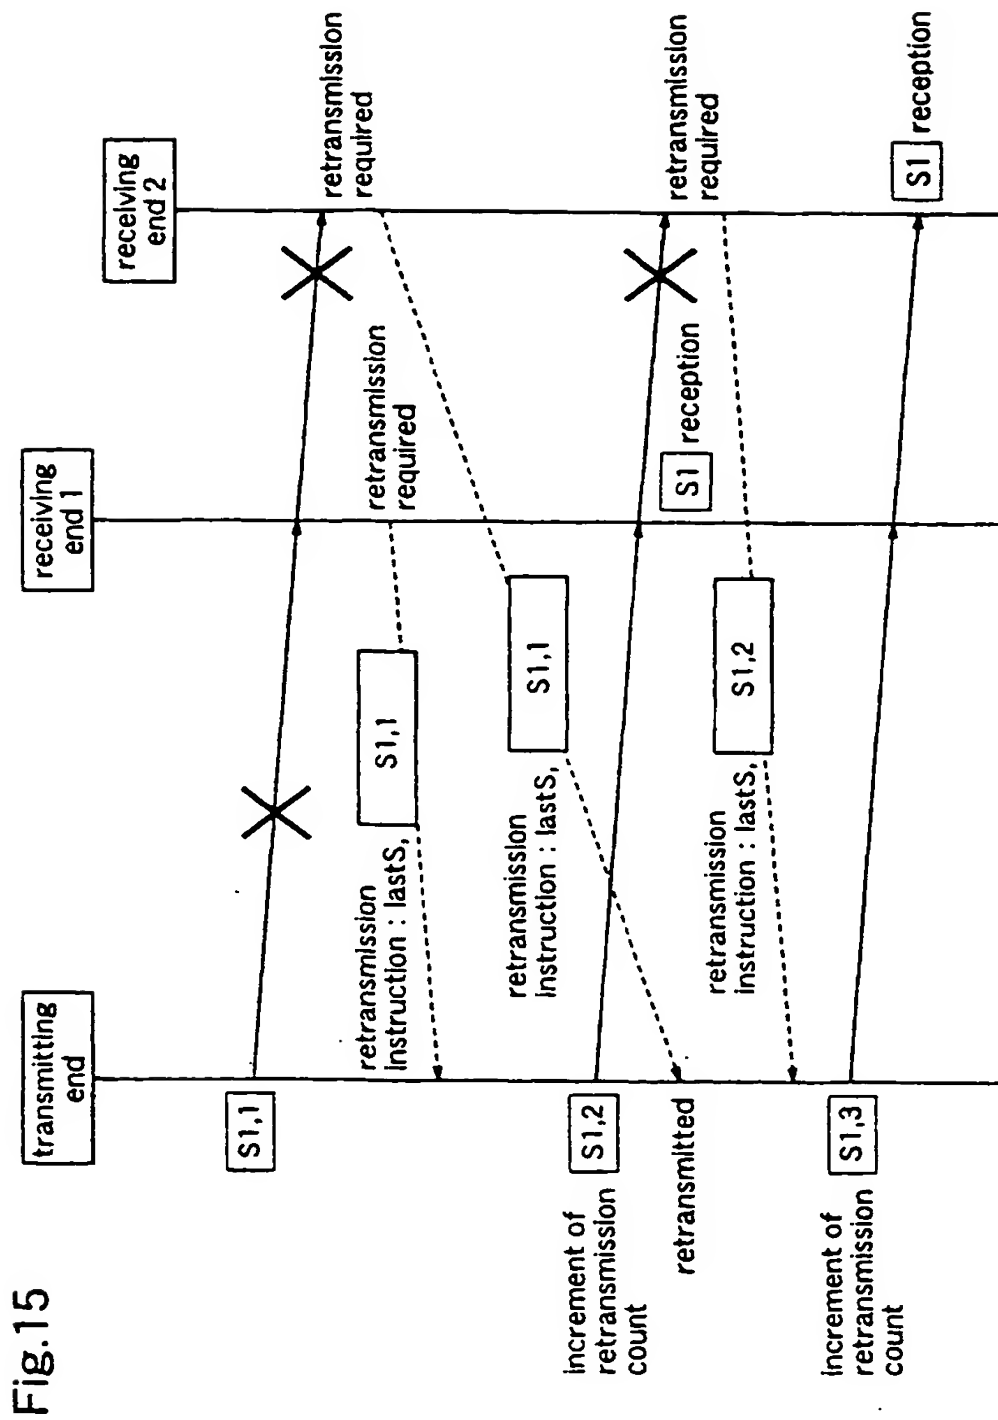 Fig.15
transmitting
end
receiving
end 1
receiving
end 2
S1,1
retransmission
required
retransmission
required
retransmission
instruction : lastS,
S1,1
retransmission
instruction : lastS,
S1,1
increment of
retransmission
count
S1,2
S1 reception
retransmission
required
retransmitted
retransmission
instruction : lastS,
S1,2
increment of
retransmission
count
S1,3
S1 reception